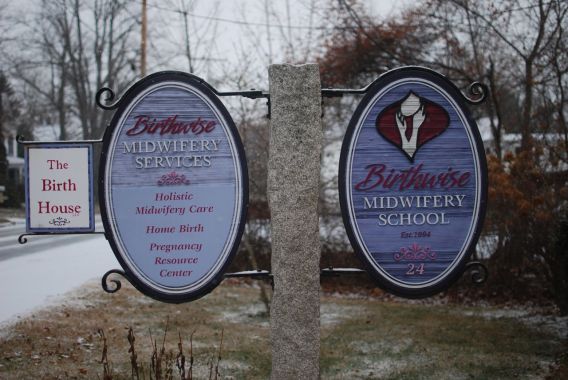 The
Birth
House
Birthwise
MIDWIFERY
SERVICES
Holistic
Midwifery Care
Home Birth
Pregnancy
Resource
Center
Birthwise
MIDWIFERY
SCHOOL
Est. 1994
24